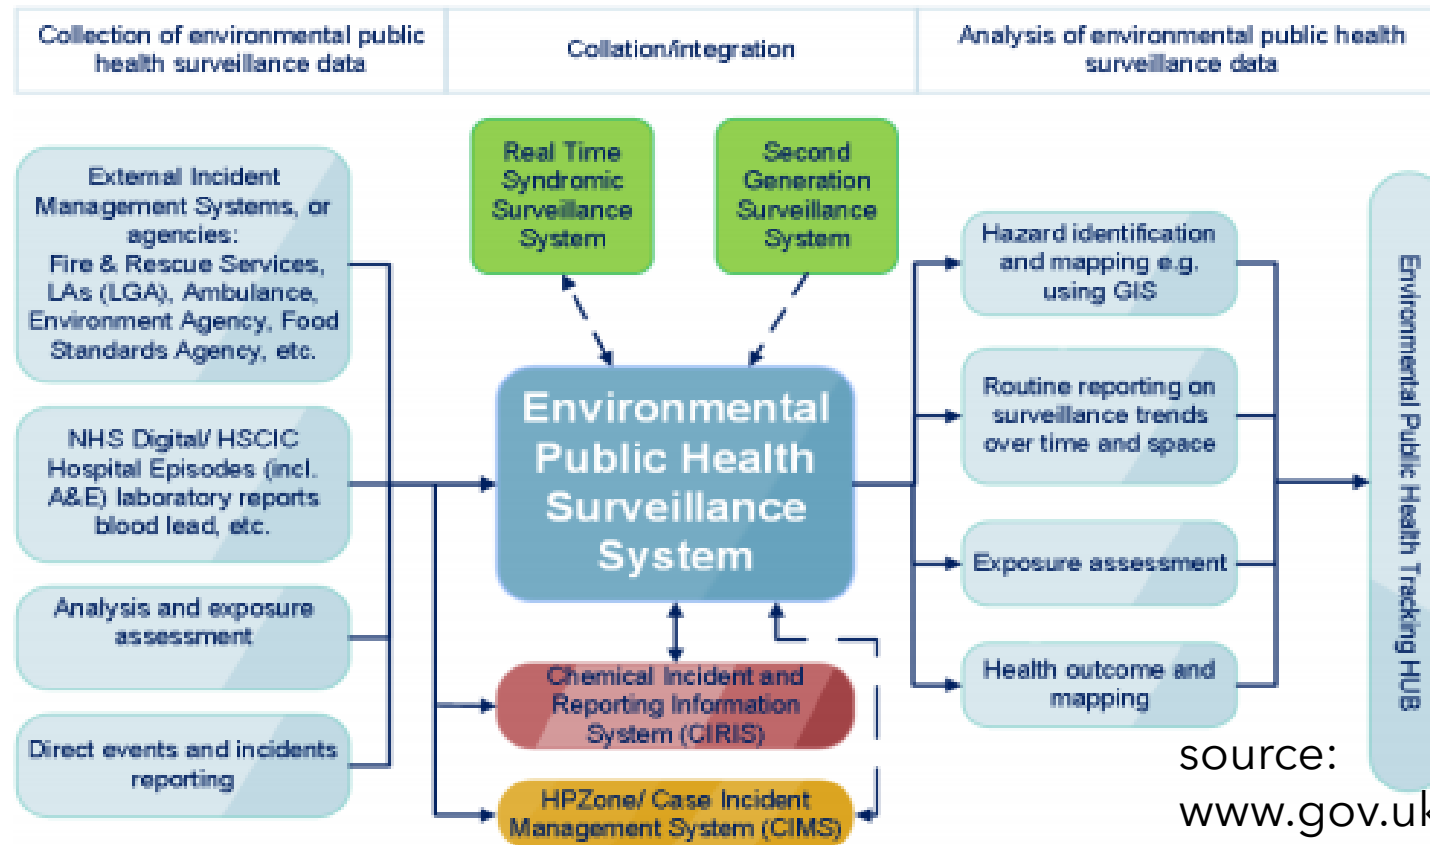 Collection of environmental public
health surveillance data
Collation/integration
Analysis of environmental public health
surveillance data
External Incident
Management Systems, or
agencies:
Fire & Rescue Services,
LAs (LGA), Ambulance,
Environment Agency, Food
Standards Agency, etc.
NHS Digital/ HSCIC
Hospital Episodes (incl.
A&E) laboratory reports
blood lead, etc.
Analysis and exposure
assessment
Direct events and incidents
reporting
Real Time
Syndromic
Surveillance
System
Second
Generation
Surveillance
System
Environmental
Public Health
Surveillance
System
Chemical Incident and
Reporting Information
System (CIRIS)
HPZone/ Case Incident
Management System (CIMS)
Hazard identification
and mapping e.g.
using GIS
Routine reporting on
surveillance trends
over time and space
Exposure assessment
Health outcome and
mapping
Environmental Public Health Tracking HUB
source:
www.gov.uk